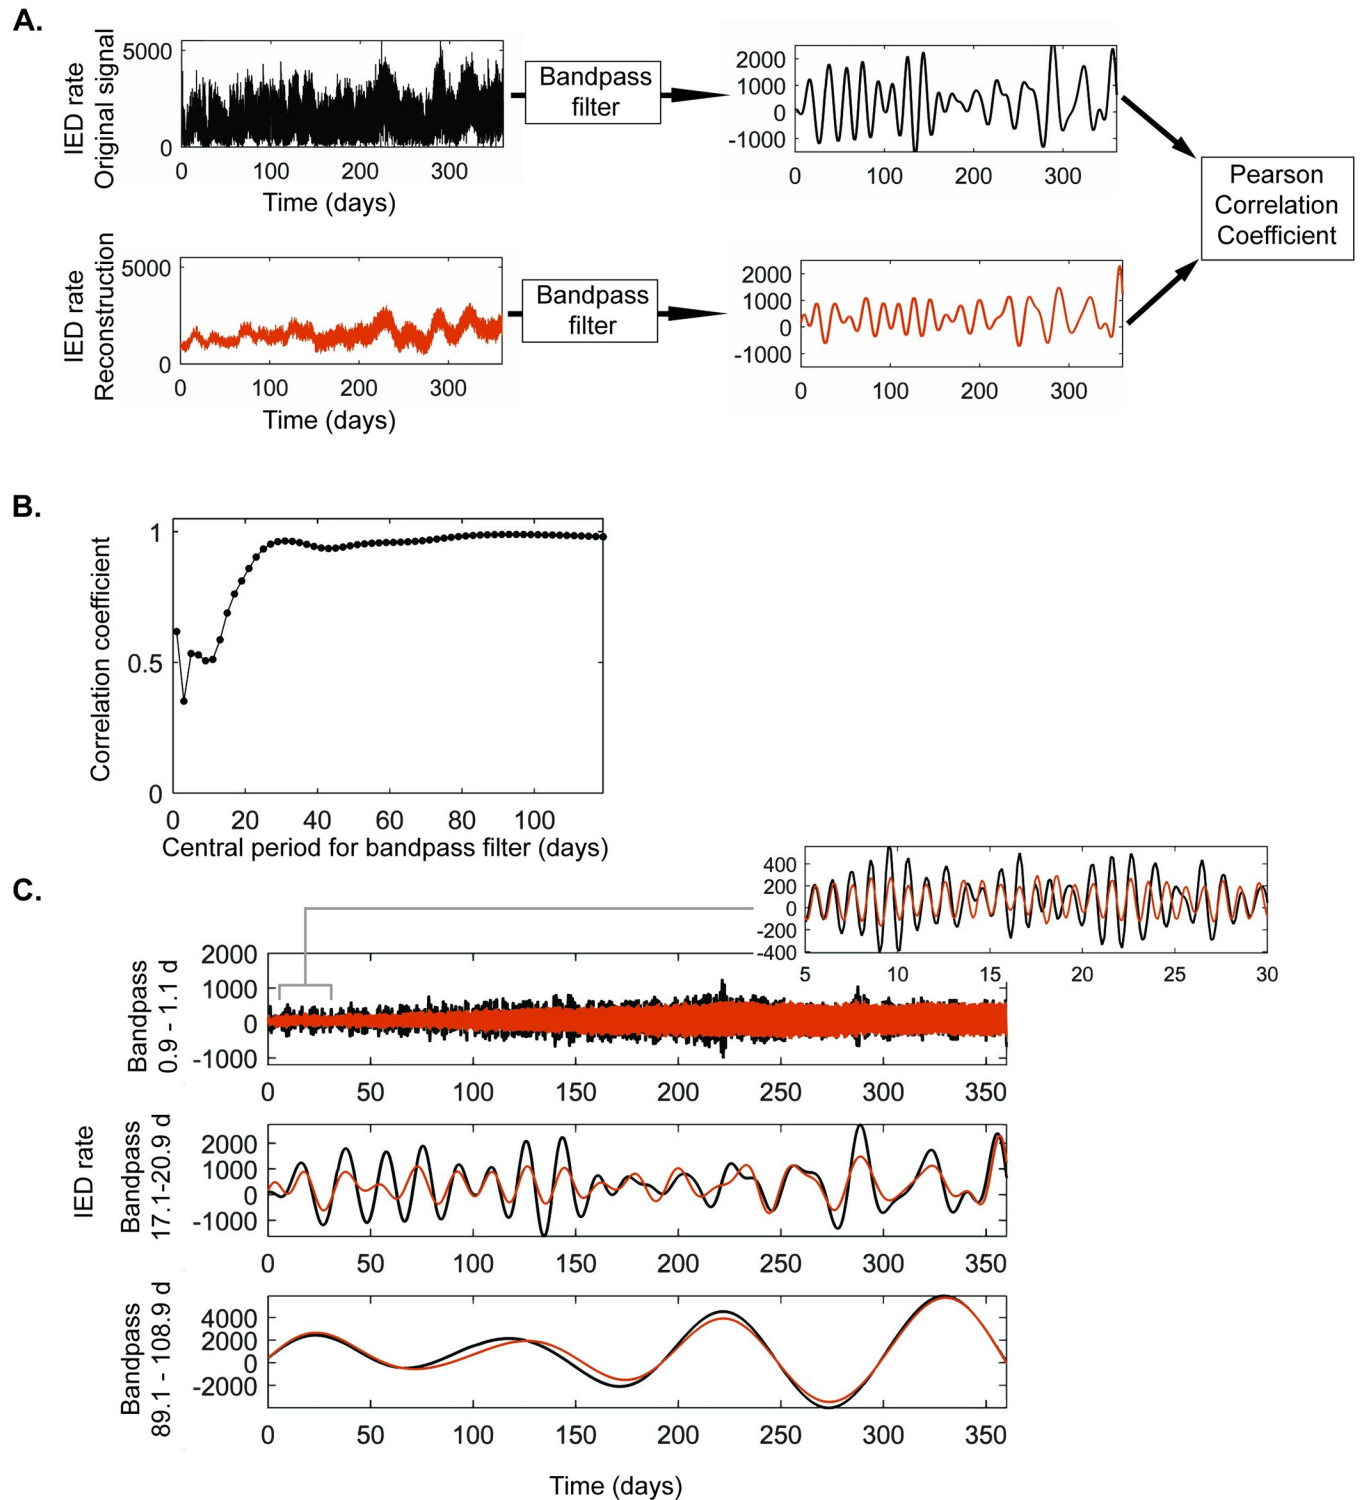 A.
IED rate
Original signal
5000
0
0 100 200 300
Time (days)
Bandpass
filter
2000
1000
0
-1000
0 100 200 300
Pearson
Correlation
Coefficient
IED rate
Reconstruction
5000
0
0 100 200 300
Time (days)
Bandpass
filter
2000
1000
0
-1000
0 100 200 300
B.
Correlation coefficient
1
0.5
0
0 20 40 60 80 100
Central period for bandpass filter (days)
C.
400
200
0
-200
-400
5 10 15 20 25 30
Bandpass
0.9 - 1.1 d
2000
1000
0
-1000
0 50 100 150 200 250 300 350
IED rate
Bandpass
17.1-20.9 d
2000
1000
0
-1000
0 50 100 150 200 250 300 350
Bandpass
89.1 - 108.9 d
4000
2000
0
-2000
0 50 100 150 200 250 300 350
Time (days)